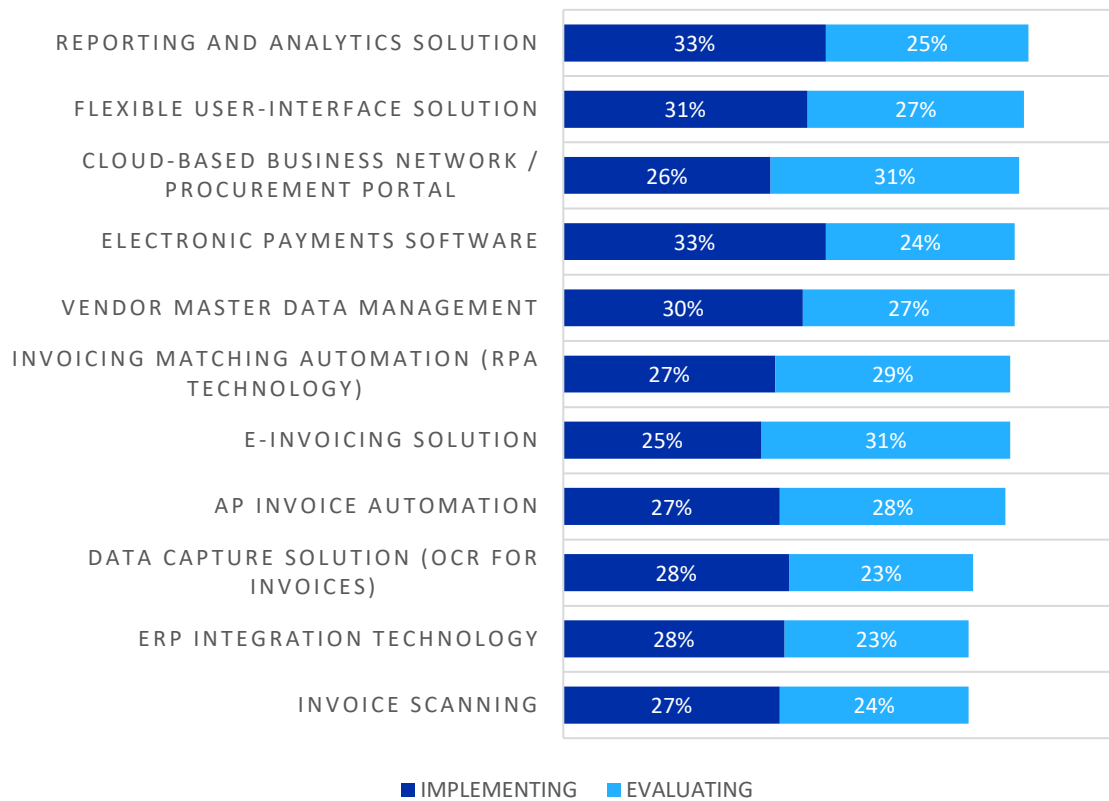 REPORTING AND ANALYTICS SOLUTION
33%
25%
FLEXIBLE USER-INTERFACE SOLUTION
31%
27%
CLOUD-BASED BUSINESS NETWORK /
PROCUREMENT PORTAL
26%
31%
ELECTRONIC PAYMENTS SOFTWARE
33%
24%
VENDOR MASTER DATA MANAGEMENT
30%
27%
INVOICING MATCHING AUTOMATION (RPA
TECHNOLOGY)
27%
29%
E-INVOICING SOLUTION
25%
31%
AP INVOICE AUTOMATION
27%
28%
DATA CAPTURE SOLUTION (OCR FOR
INVOICES)
28%
23%
ERP INTEGRATION TECHNOLOGY
28%
23%
INVOICE SCANNING
27%
24%
IMPLEMENTING
EVALUATING